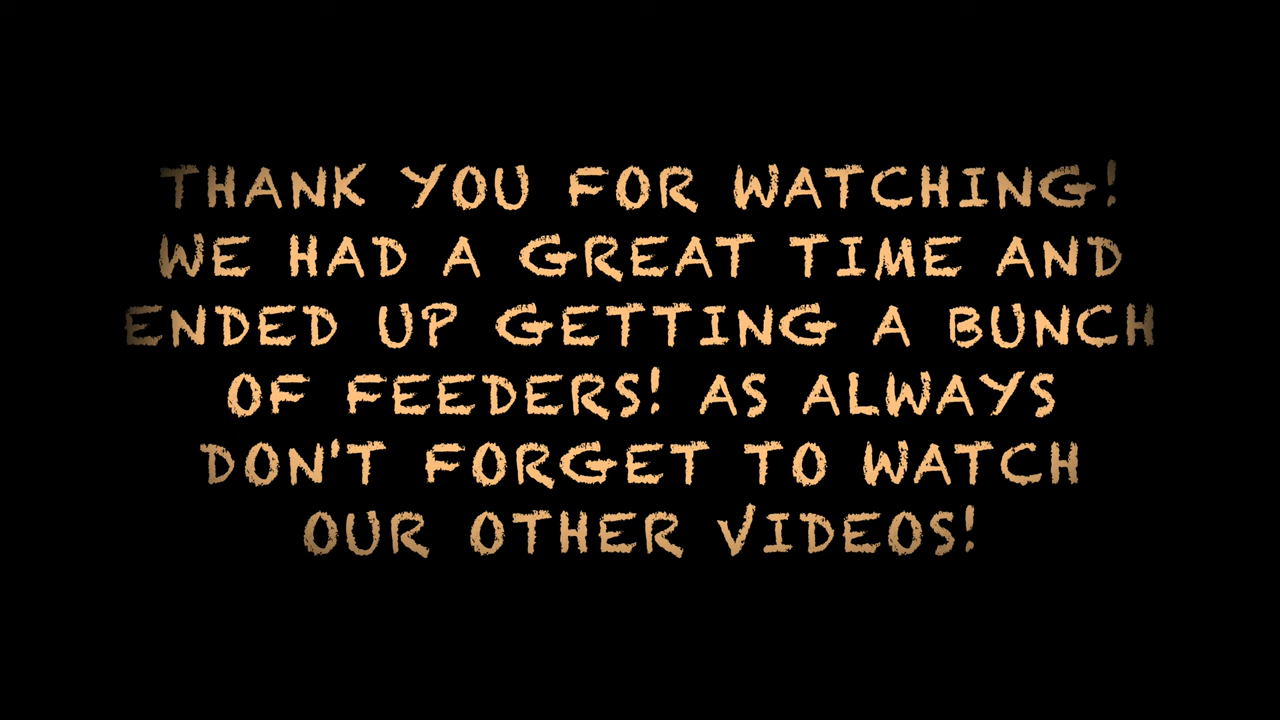 THANK YOU FOR WATCHING!
WE HAD A GREAT TIME AND
ENDED UP GETTING A BUNCH
OF FEEDERS! AS ALWAYS
DON'T FORGET TO WATCH
OUR OTHER VIDEOS!